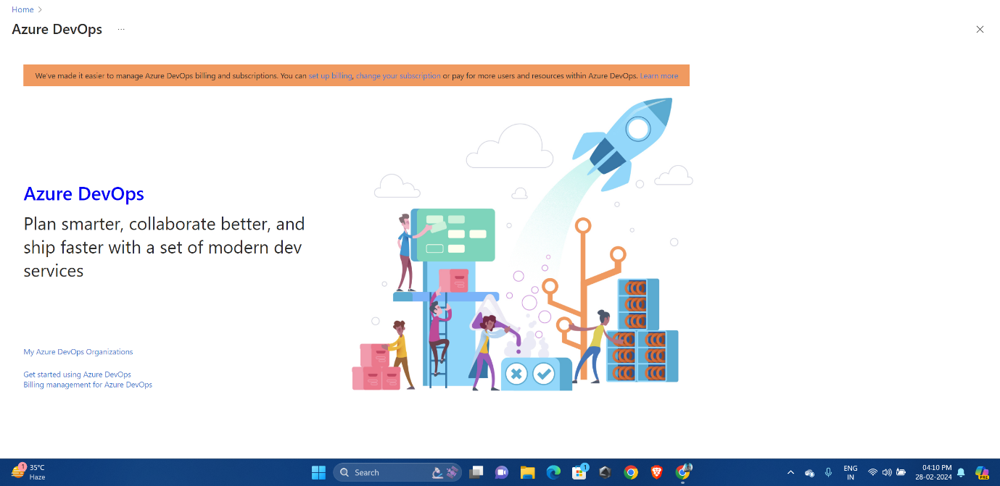 Home
Azure DevOps ...
We've made it easier to manage Azure DevOps billing and subscriptions. You can set up billing, change your subscription or pay for more users and resources within Azure DevOps. Learn more
Azure DevOps
Plan smarter, collaborate better, and
ship faster with a set of modern dev
services
My Azure DevOps Organizations
Get started using Azure DevOps
Billing management for Azure DevOps
1
35°C
Haze
Search
1
ENG
IN
04:10 PM
28-02-2024
PRE